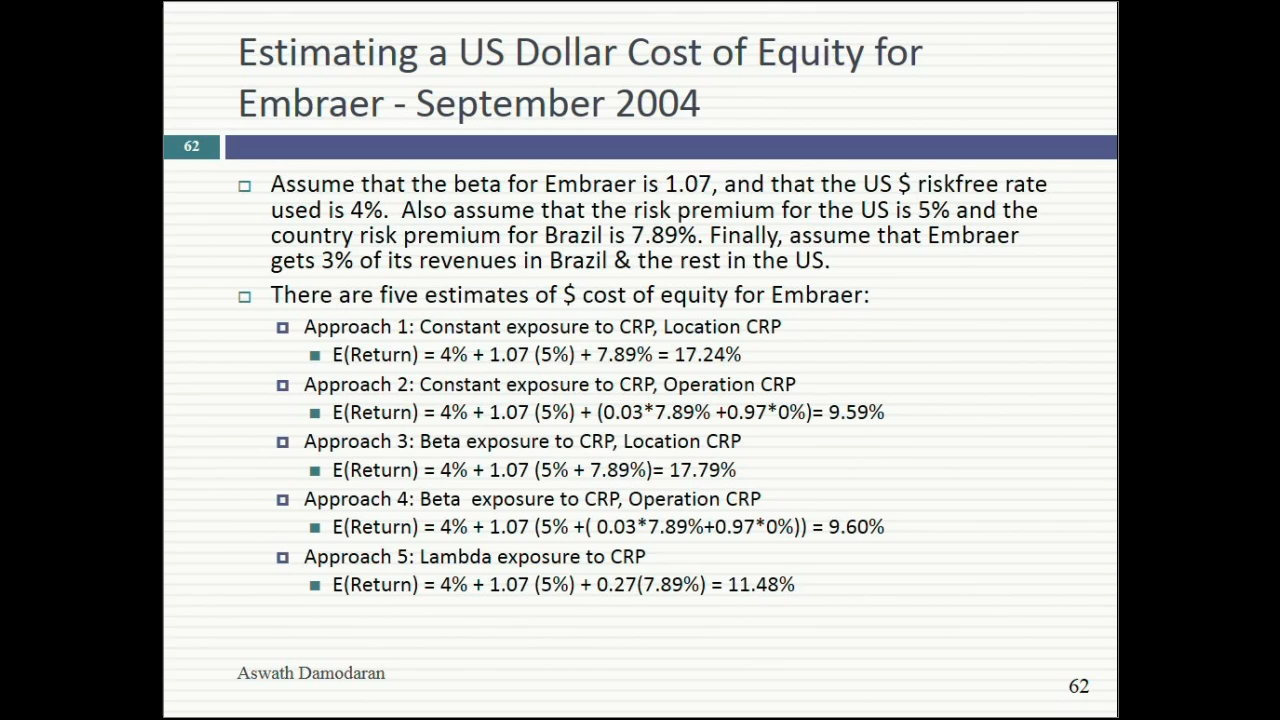 Estimating a US Dollar Cost of Equity for
Embraer - September 2004
62
Assume that the beta for Embraer is 1.07, and that the US $ riskfree rate
used is 4%. Also assume that the risk premium for the US is 5% and the
country risk premium for Brazil is 7.89%. Finally, assume that Embraer
gets 3% of its revenues in Brazil & the rest in the US.
There are five estimates of $ cost of equity for Embraer:
Approach 1: Constant exposure to CRP, Location CRP
E(Return) = 4% + 1.07 (5%) + 7.89% = 17.24%
Approach 2: Constant exposure to CRP, Operation CRP
E(Return) = 4% + 1.07 (5%) + (0.03*7.89% +0.97*0%)= 9.59%
Approach 3: Beta exposure to CRP, Location CRP
E(Return) = 4% + 1.07 (5% + 7.89%)= 17.79%
Approach 4: Beta exposure to CRP, Operation CRP
E(Return) = 4% + 1.07 (5% +( 0.03*7.89%+0.97*0%)) = 9.60%
Approach 5: Lambda exposure to CRP
E(Return) = 4% + 1.07 (5%) + 0.27(7.89%) = 11.48%
Aswath Damodaran
62